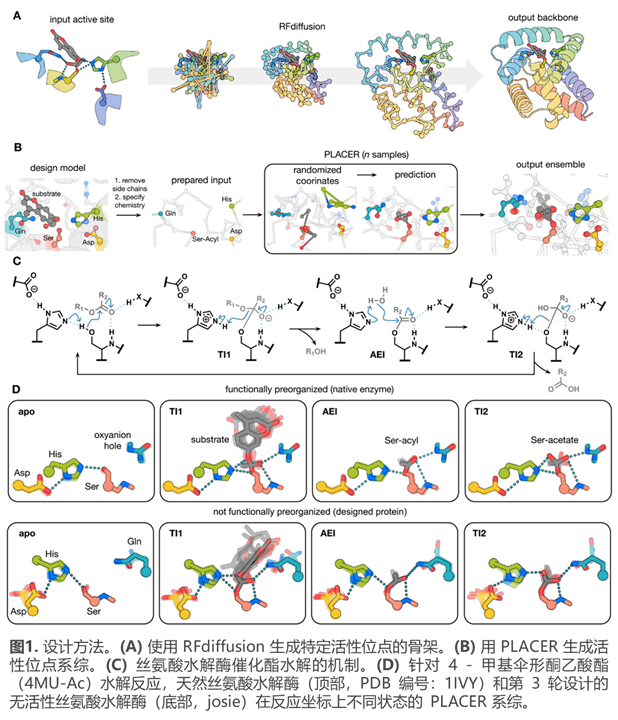 A
input active site
RFdiffusion
output backbone
B
PLACER (n samples)
design model
substrate
Gln
His
Ser
Asp
1. remove
side chains
2. specify
chemistry
prepared input
Gln
His
Ser-Acyl
Asp
randomized
coorinates
prediction
output ensemble
C
R₁
R₂
H-X
TI1
R₁OH
AEI
TI2
R₂
OH
D
functionally preorganized (native enzyme)
apo
oxyanion
hole
His
Asp
Ser
TI1
substrate
AEI
Ser-acyl
TI2
Ser-acetate
not functionally preorganized (designed protein)
apo
Gln
His
Asp
Ser
TI1
AEI
TI2
图1. 设计方法。(A) 使用 RFdiffusion 生成特定活性位点的骨架。(B) 用 PLACER 生成活
性位点系综。(C) 丝氨酸水解酶催化酯水解的机制。(D) 针对 4 - 甲基伞形酮乙酸酯
（4MU-Ac）水解反应，天然丝氨酸水解酶（顶部，PDB 编号：1IVY）和第 3 轮设计的
无活性丝氨酸水解酶（底部，josie）在反应坐标上不同状态的 PLACER 系综。